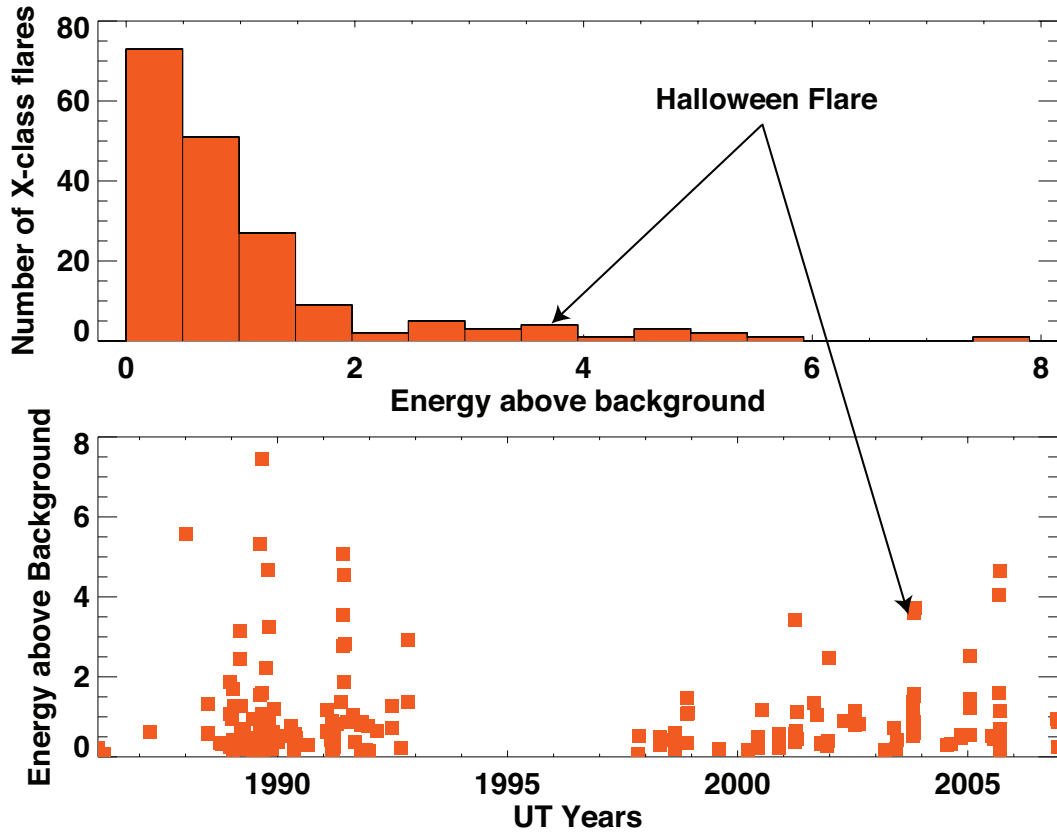 Number of X-class flares
80
60
40
20
0
Halloween Flare
0 2 4 6 8
Energy above background
Energy above Background
8
6
4
2
0
1990 1995 2000 2005
UT Years